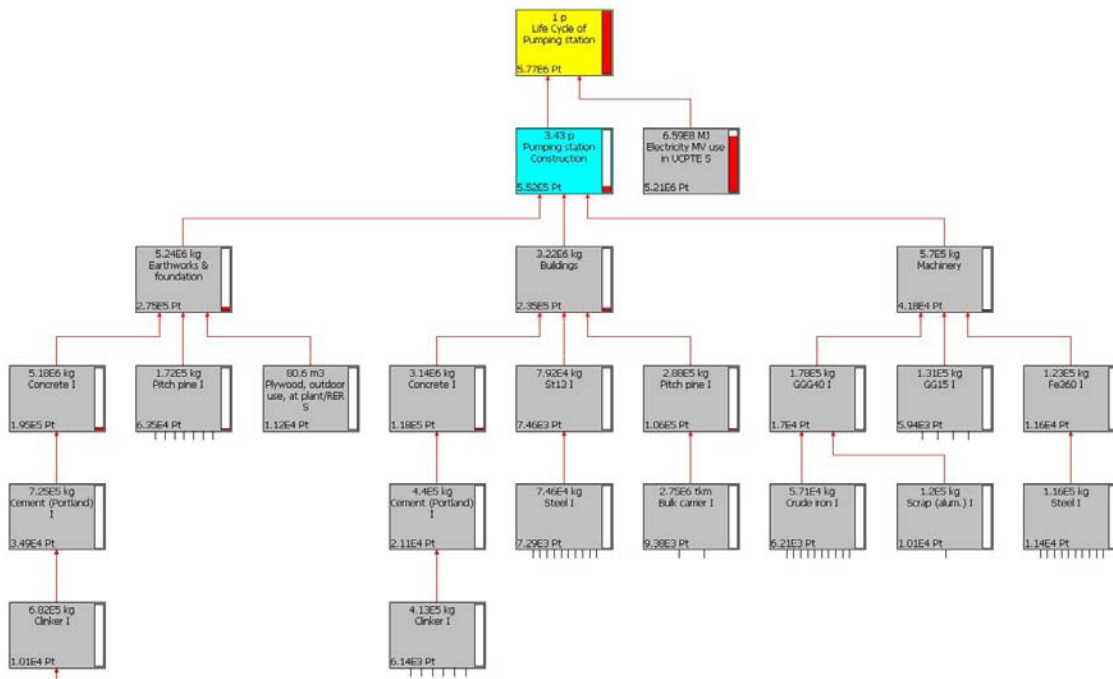 1 p
Life Cycle of
Pumping station
5.77E6 Pt
3.43 p
Pumping station
Construction
5.52E5 Pt
6.59E8 MJ
Electricity MV use
in UCPTE S
5.21E6 Pt
5.24E6 kg
Earthworks &
foundation
2.75E5 Pt
3.22E6 kg
Buildings
2.35E5 Pt
5.7E5 kg
Machinery
4.18E4 Pt
5.18E6 kg
Concrete I
1.95E5 Pt
1.72E5 kg
Pitch pine I
6.35E4 Pt
80.6 m3
Plywood, outdoor
use, at plant/RER
S
1.12E4 Pt
3.14E6 kg
Concrete I
1.18E5 Pt
7.92E4 kg
St13 I
7.46E3 Pt
2.88E5 kg
Pitch pine I
1.06E5 Pt
1.78E5 kg
GGG40 I
1.7E4 Pt
1.31E5 kg
GG15 I
5.94E3 Pt
1.23E5 kg
Fe360 I
1.16E4 Pt
7.25E5 kg
Cement (Portland)
I
3.49E4 Pt
4.4E5 kg
Cement (Portland)
I
2.11E4 Pt
7.46E4 kg
Steel I
7.29E3 Pt
2.75E6 tkm
Bulk carrier I
9.38E3 Pt
5.71E4 kg
Crude iron I
6.21E3 Pt
1.2E5 kg
Scrap (alum.) I
1.01E4 Pt
1.16E5 kg
Steel I
1.14E4 Pt
6.82E5 kg
Clinker I
1.01E4 Pt
4.13E5 kg
Clinker I
6.14E3 Pt